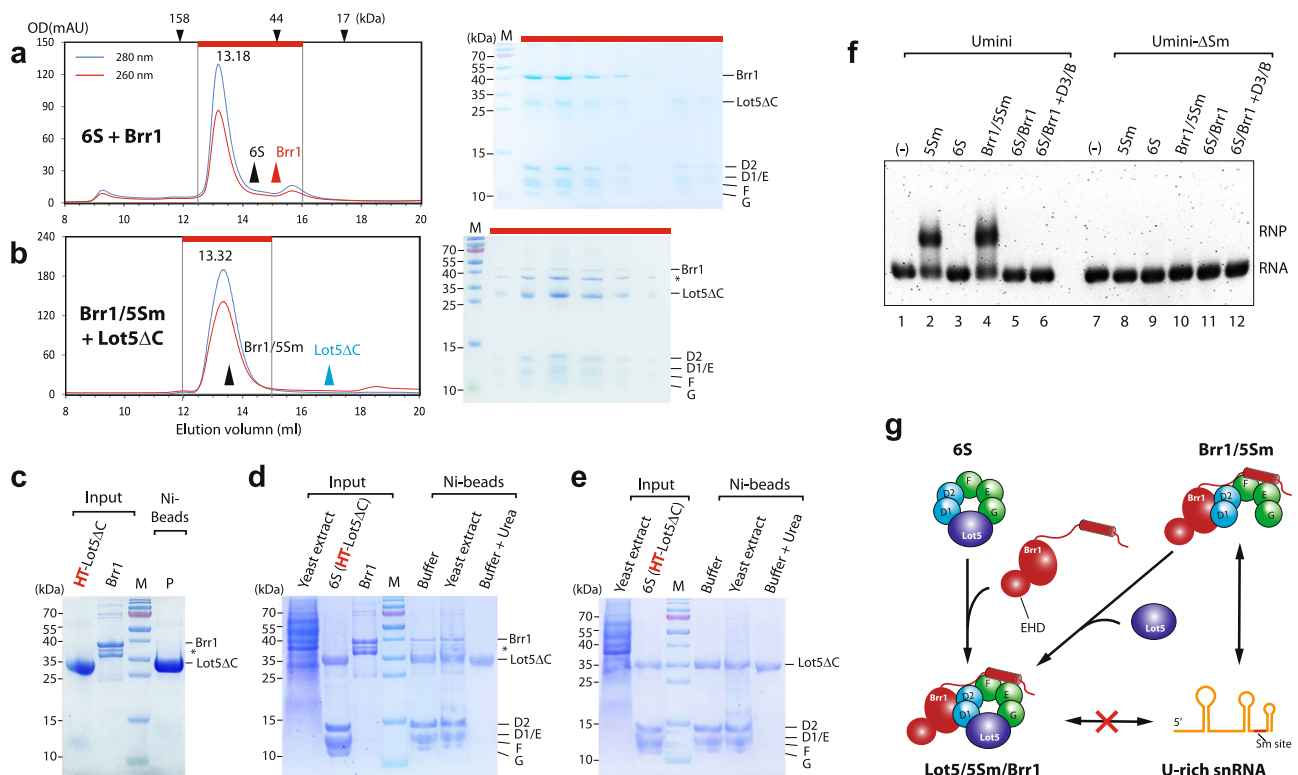 a
OD(mAU)
158
44
17 (kDa)
150
120
90
60
30
0
280 nm
260 nm
13.18
6S + Brr1
6S
Brr1
8
10
12
14
16
18
20
(kDa)
M
70
55
40
35
25
15
10
Brr1
Lot5ΔC
D2
D1/E
F
G
b
240
180
120
60
0
13.32
Brr1/5Sm
+ Lot5ΔC
Brr1/5Sm
Lot5ΔC
8
10
12
14
16
18
20
Elution volumn (ml)
M
70
55
40
35
25
15
10
Brr1
*
Lot5ΔC
D2
D1/E
F
G
c
Input
Ni-
Beads
HT-Lot5ΔC
Brr1
M
P
(kDa)
70
55
40
35
25
15
10
Brr1
*
Lot5ΔC
d
Input
Ni-beads
Yeast extract
6S (HT-Lot5ΔC)
Brr1
M
Buffer
Yeast extract
Buffer + Urea
(kDa)
70
55
40
35
25
15
10
Brr1
*
Lot5ΔC
D2
D1/E
F
G
e
Input
Ni-beads
Yeast extract
6S (HT-Lot5ΔC)
M
Buffer
Yeast extract
Buffer + Urea
(kDa)
70
55
40
35
25
15
10
Lot5ΔC
D2
D1/E
F
G
f
Umini
Umini-ΔSm
(-)
5Sm
6S
Brr1/5Sm
6S/Brr1
6S/Brr1 +D3/B
(-)
5Sm
6S
Brr1/5Sm
6S/Brr1
6S/Brr1 +D3/B
RNP
RNA
1 2 3 4 5 6 7 8 9 10 11 12
g
6S
D1
D2
F
E
G
Lot5
Brr1
EHD
Brr1/5Sm
Brr1
D2
D1
F
E
G
Lot5
Brr1
D2
D1
F
E
G
Lot5
Lot5/5Sm/Brr1
5'
Sm site
U-rich snRNA